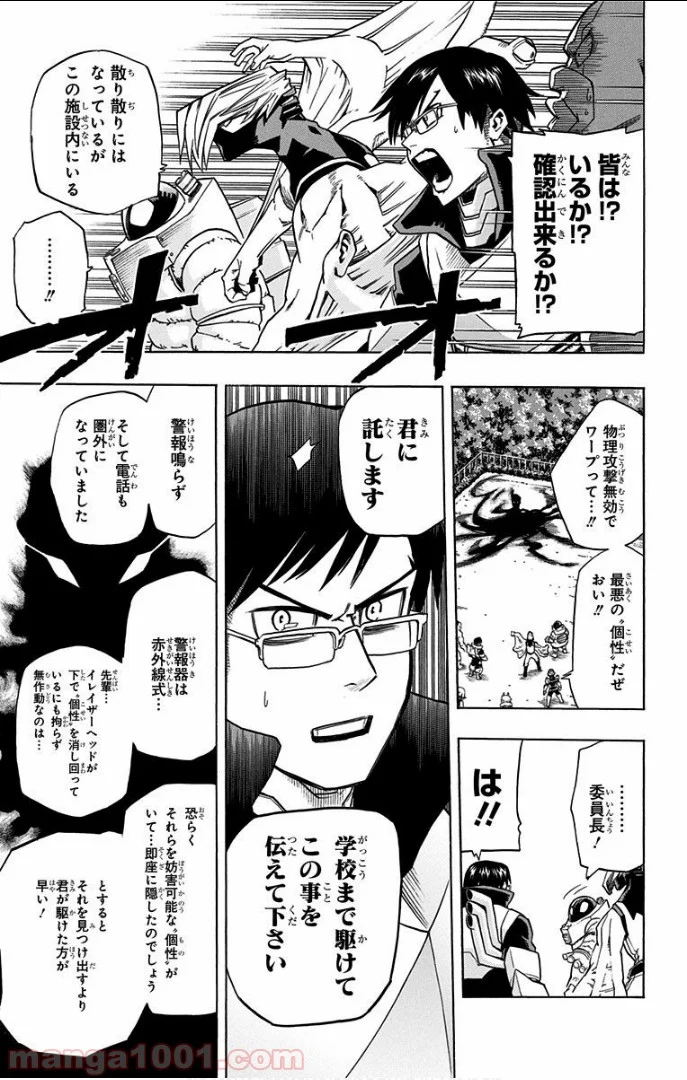 皆は!?
いるか!?
確認出来るか!?
散り散りには
なっているが
この施設内にいる
オオ
………!!
物理攻撃無効で
ワープって…!!
最悪の〝個性〟だぜ
おい!!
………
委員長!
は!!
君に
託します
学校まで駆けて
この事を
伝えて下さい
警報鳴らず
そして電話も
圏外に
なっていました
警報器は
赤外線式…
先輩…
イレイザーヘッドが
下で〝個性〟を消し回って
いるにも拘らず
無作動なのは…
恐らく
それらを妨害可能な〝個性〟が
いて…即座に隠したのでしょう
とすると
それを見つけ出すより
君が駆けた方が
早い!
manga1001.com